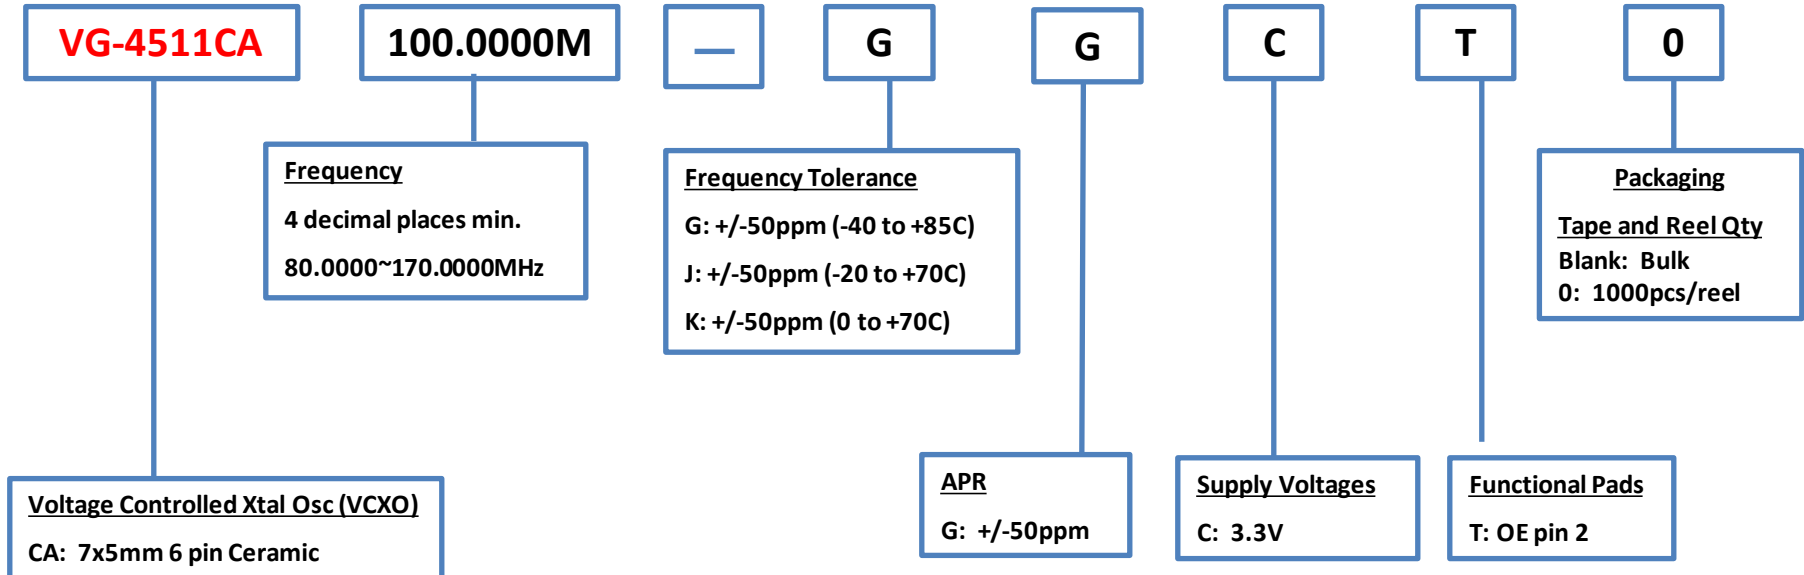 VG-4511CA 100.0000M — G G C T 0
Frequency
4 decimal places min.
80.0000~170.0000MHz
Frequency Tolerance
G: +/-50ppm (-40 to +85C)
J: +/-50ppm (-20 to +70C)
K: +/-50ppm (0 to +70C)
Packaging
Tape and Reel Qty
Blank: Bulk
0: 1000pcs/reel
Voltage Controlled Xtal Osc (VCXO)
CA: 7x5mm 6 pin Ceramic
APR
G: +/-50ppm
Supply Voltages
C: 3.3V
Functional Pads
T: OE pin 2